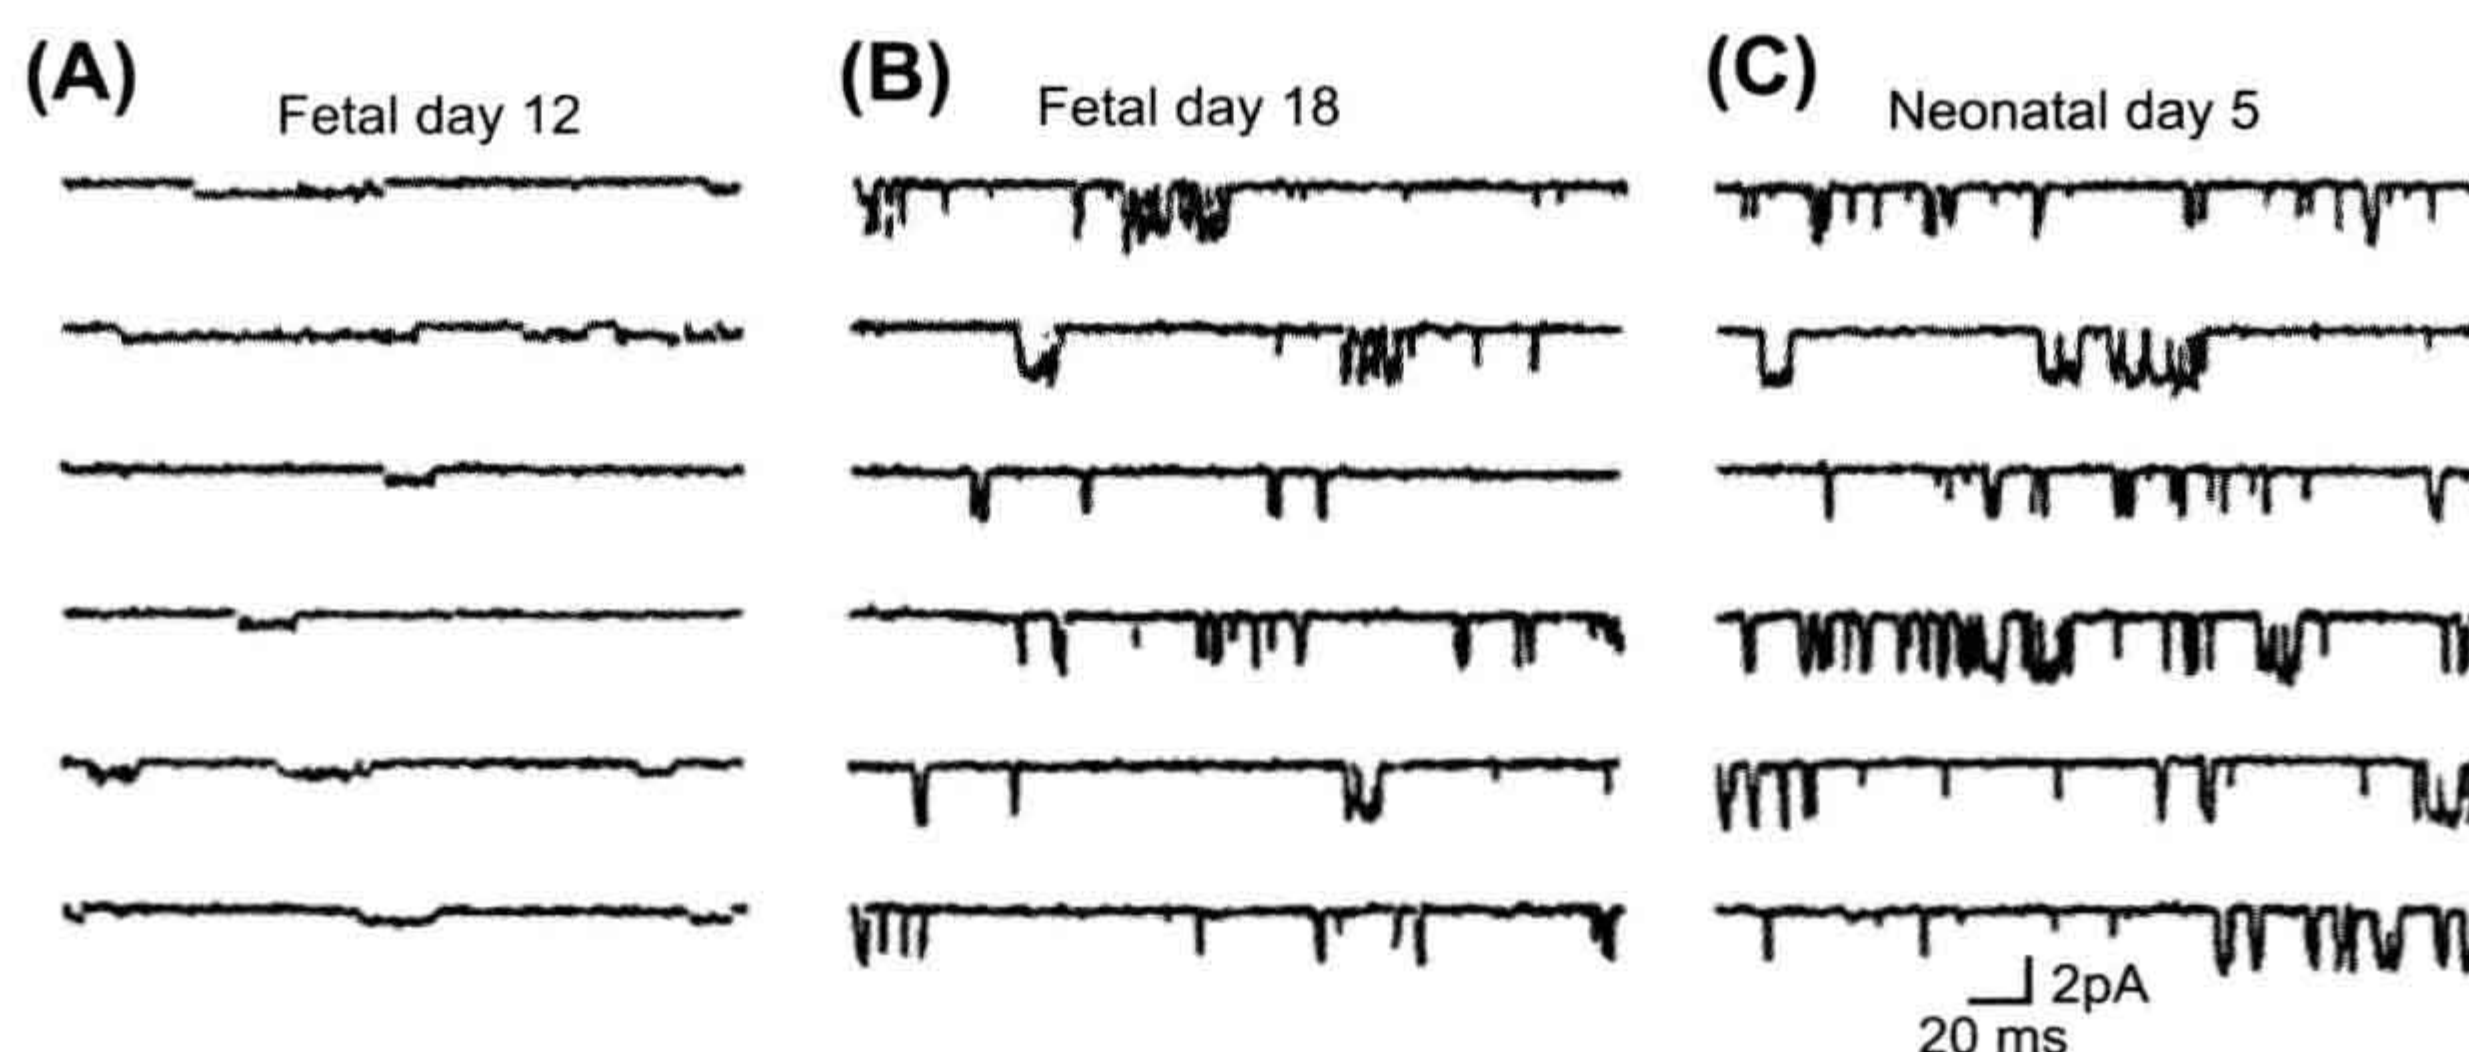 (A)
Fetal day 12
(B)
Fetal day 18
(C)
Neonatal day 5
2pA
20 ms